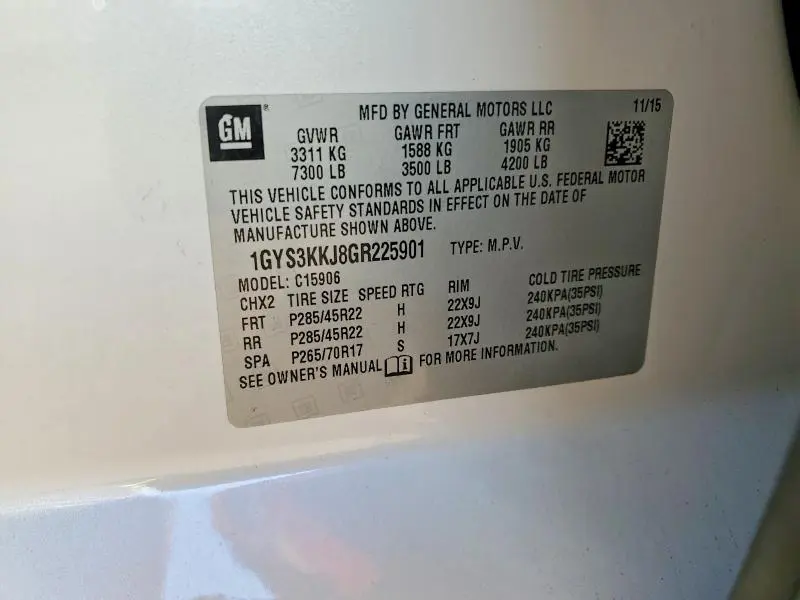 GM® MFD BY GENERAL MOTORS LLC 11/15
GVWR GAWR FRT GAWR RR
3311 KG 1588 KG 1905 KG
7300 LB 3500 LB 4200 LB
THIS VEHICLE CONFORMS TO ALL APPLICABLE U.S. FEDERAL MOTOR
VEHICLE SAFETY STANDARDS IN EFFECT ON THE DATE OF
MANUFACTURE SHOWN ABOVE.
1GYS3KKJ8GR225901 TYPE: M.P.V.
MODEL: C15906
CHX2 TIRE SIZE SPEED RTG RIM COLD TIRE PRESSURE
FRT P285/45R22 H 22X9J 240KPA(35PSI)
RR P285/45R22 H 22X9J 240KPA(35PSI)
SPA P265/70R17 S 17X7J 240KPA(35PSI)
SEE OWNER'S MANUAL FOR MORE INFORMATION.